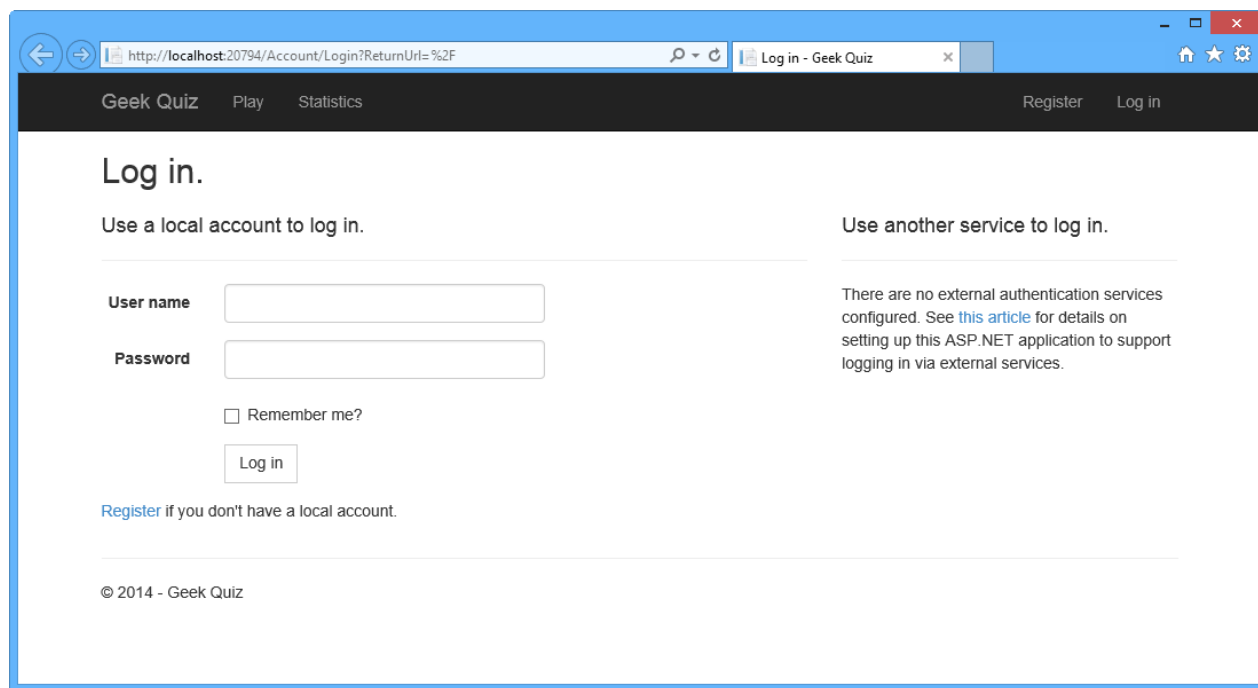 http://localhost:20794/Account/Login?ReturnUrl=%2F
Log in - Geek Quiz
Geek Quiz Play Statistics Register Log in
Log in.
Use a local account to log in.
User name
Password
Remember me?
Log in
Register if you don't have a local account.
Use another service to log in.
There are no external authentication services
configured. See this article for details on
setting up this ASP.NET application to support
logging in via external services.
© 2014 - Geek Quiz